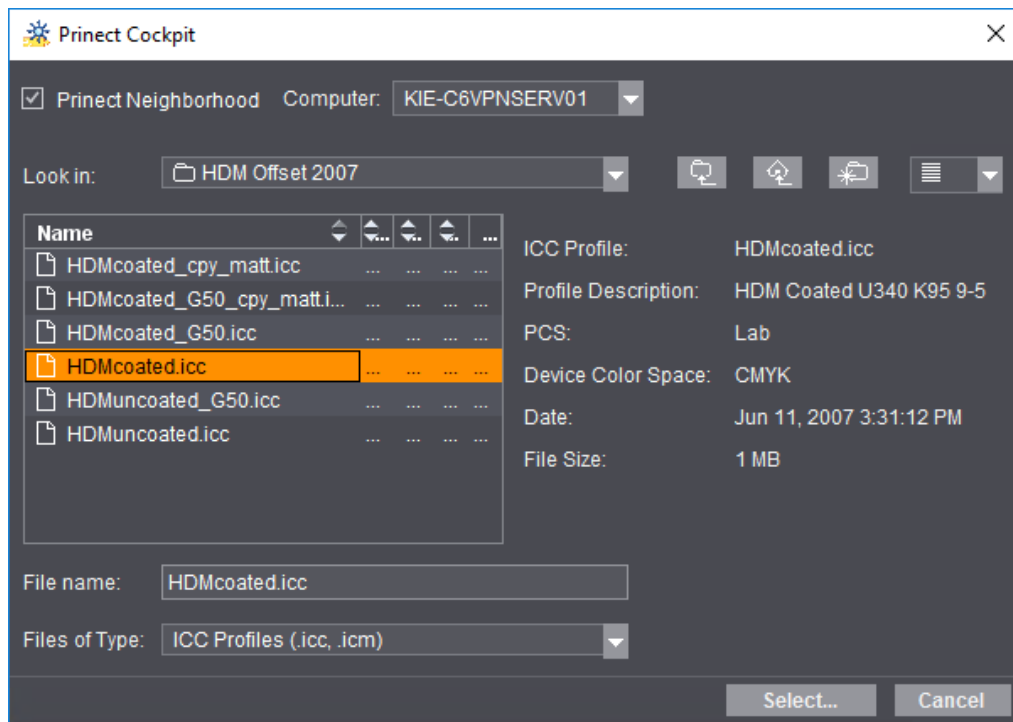 Prinect Cockpit
Prinect Neighborhood Computer: KIE-C6VPNSERV01
Look in: HDM Offset 2007
Name ... .. .. ...
HDMcoated_cpy_matt.icc ... ... ... ...
HDMcoated_G50_cpy_matt.i... ... ... ... ...
HDMcoated_G50.icc ... ... ... ...
HDMcoated.icc ... ... ... ...
HDMuncoated_G50.icc ... ... ... ...
HDMuncoated.icc ... ... ... ...
ICC Profile: HDMcoated.icc
Profile Description: HDM Coated U340 K95 9-5
PCS: Lab
Device Color Space: CMYK
Date: Jun 11, 2007 3:31:12 PM
File Size: 1 MB
File name: HDMcoated.icc
Files of Type: ICC Profiles (.icc, .icm)
Select... Cancel